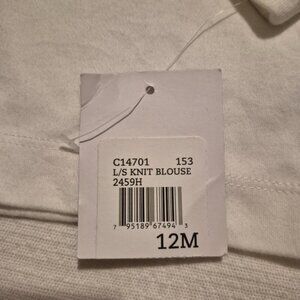 C14701 153
L/S KNIT BLOUSE
2459H
7 95189 67494 3
12M